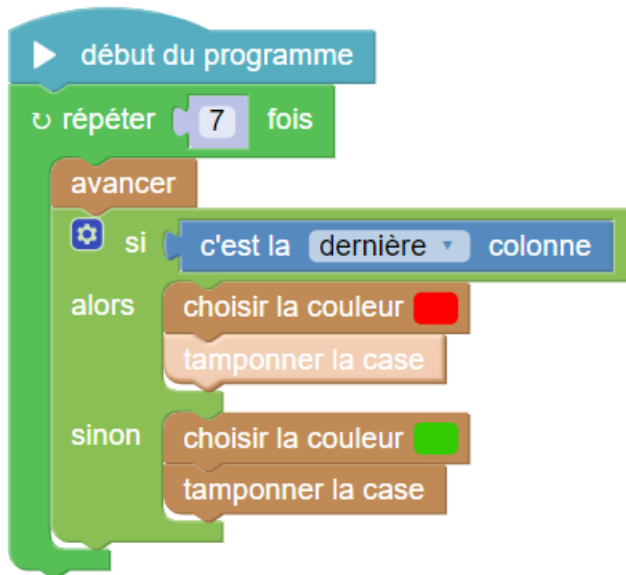 début du programme
répéter 7 fois
avancer
si c'est la dernière colonne
alors choisir la couleur
tamponner la case
sinon choisir la couleur
tamponner la case